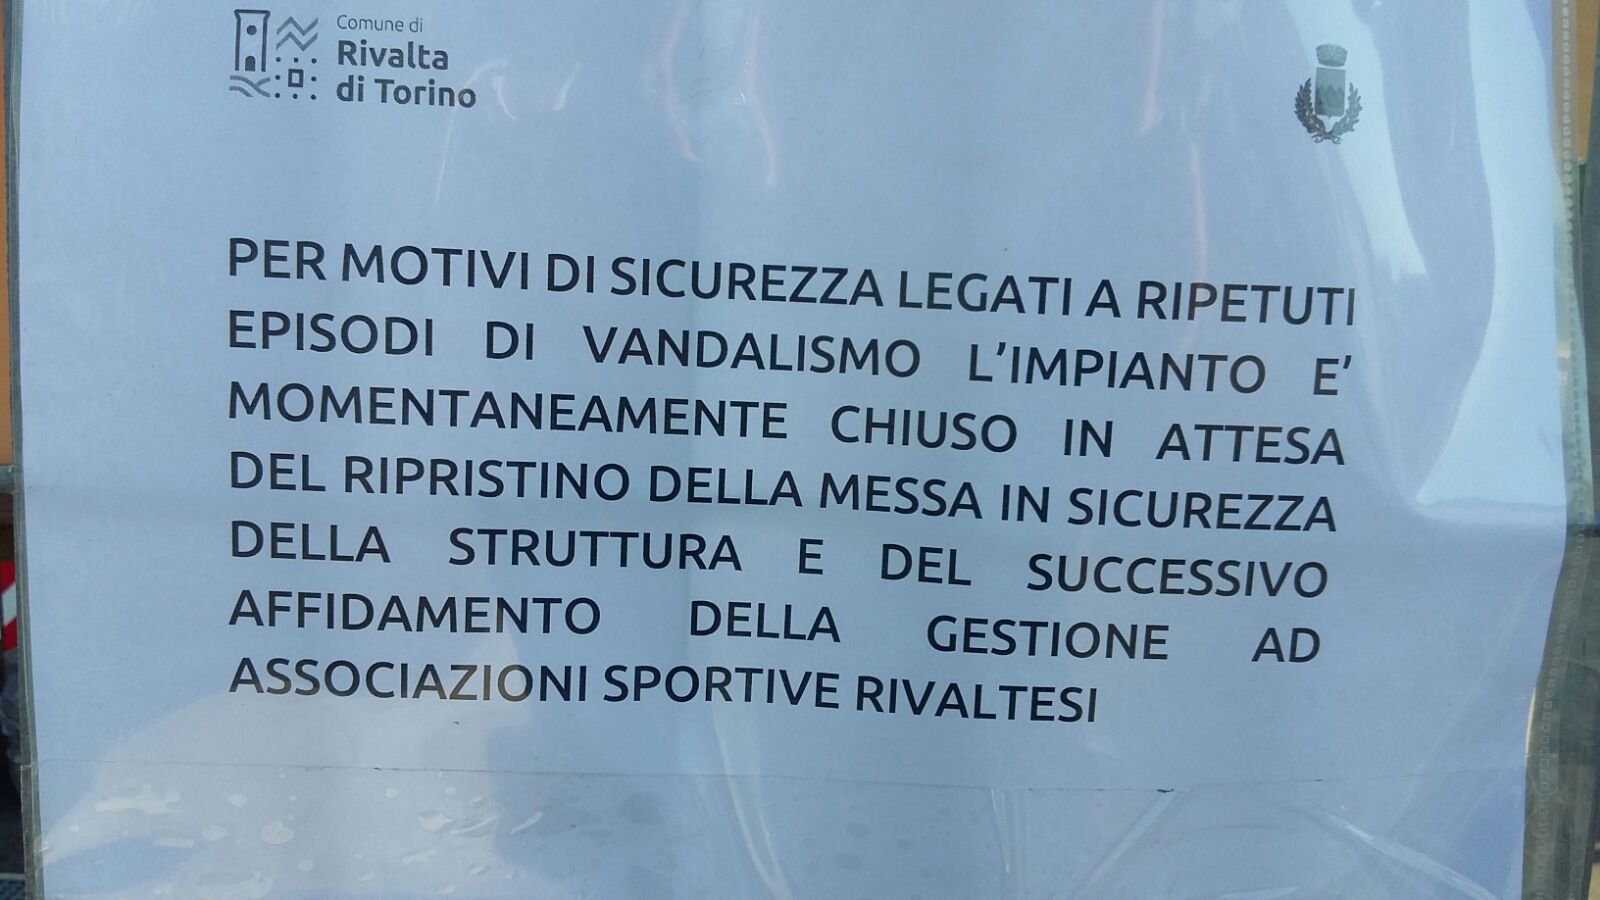 Comune di
Rivalta
di Torino
PER MOTIVI DI SICUREZZA LEGATI A RIPETUTI
EPISODI DI VANDALISMO L’IMPIANTO E’
MOMENTANEAMENTE CHIUSO IN ATTESA
DEL RIPRISTINO DELLA MESSA IN SICUREZZA
DELLA STRUTTURA E DEL SUCCESSIVO
AFFIDAMENTO DELLA GESTIONE AD
ASSOCIAZIONI SPORTIVE RIVALTESI